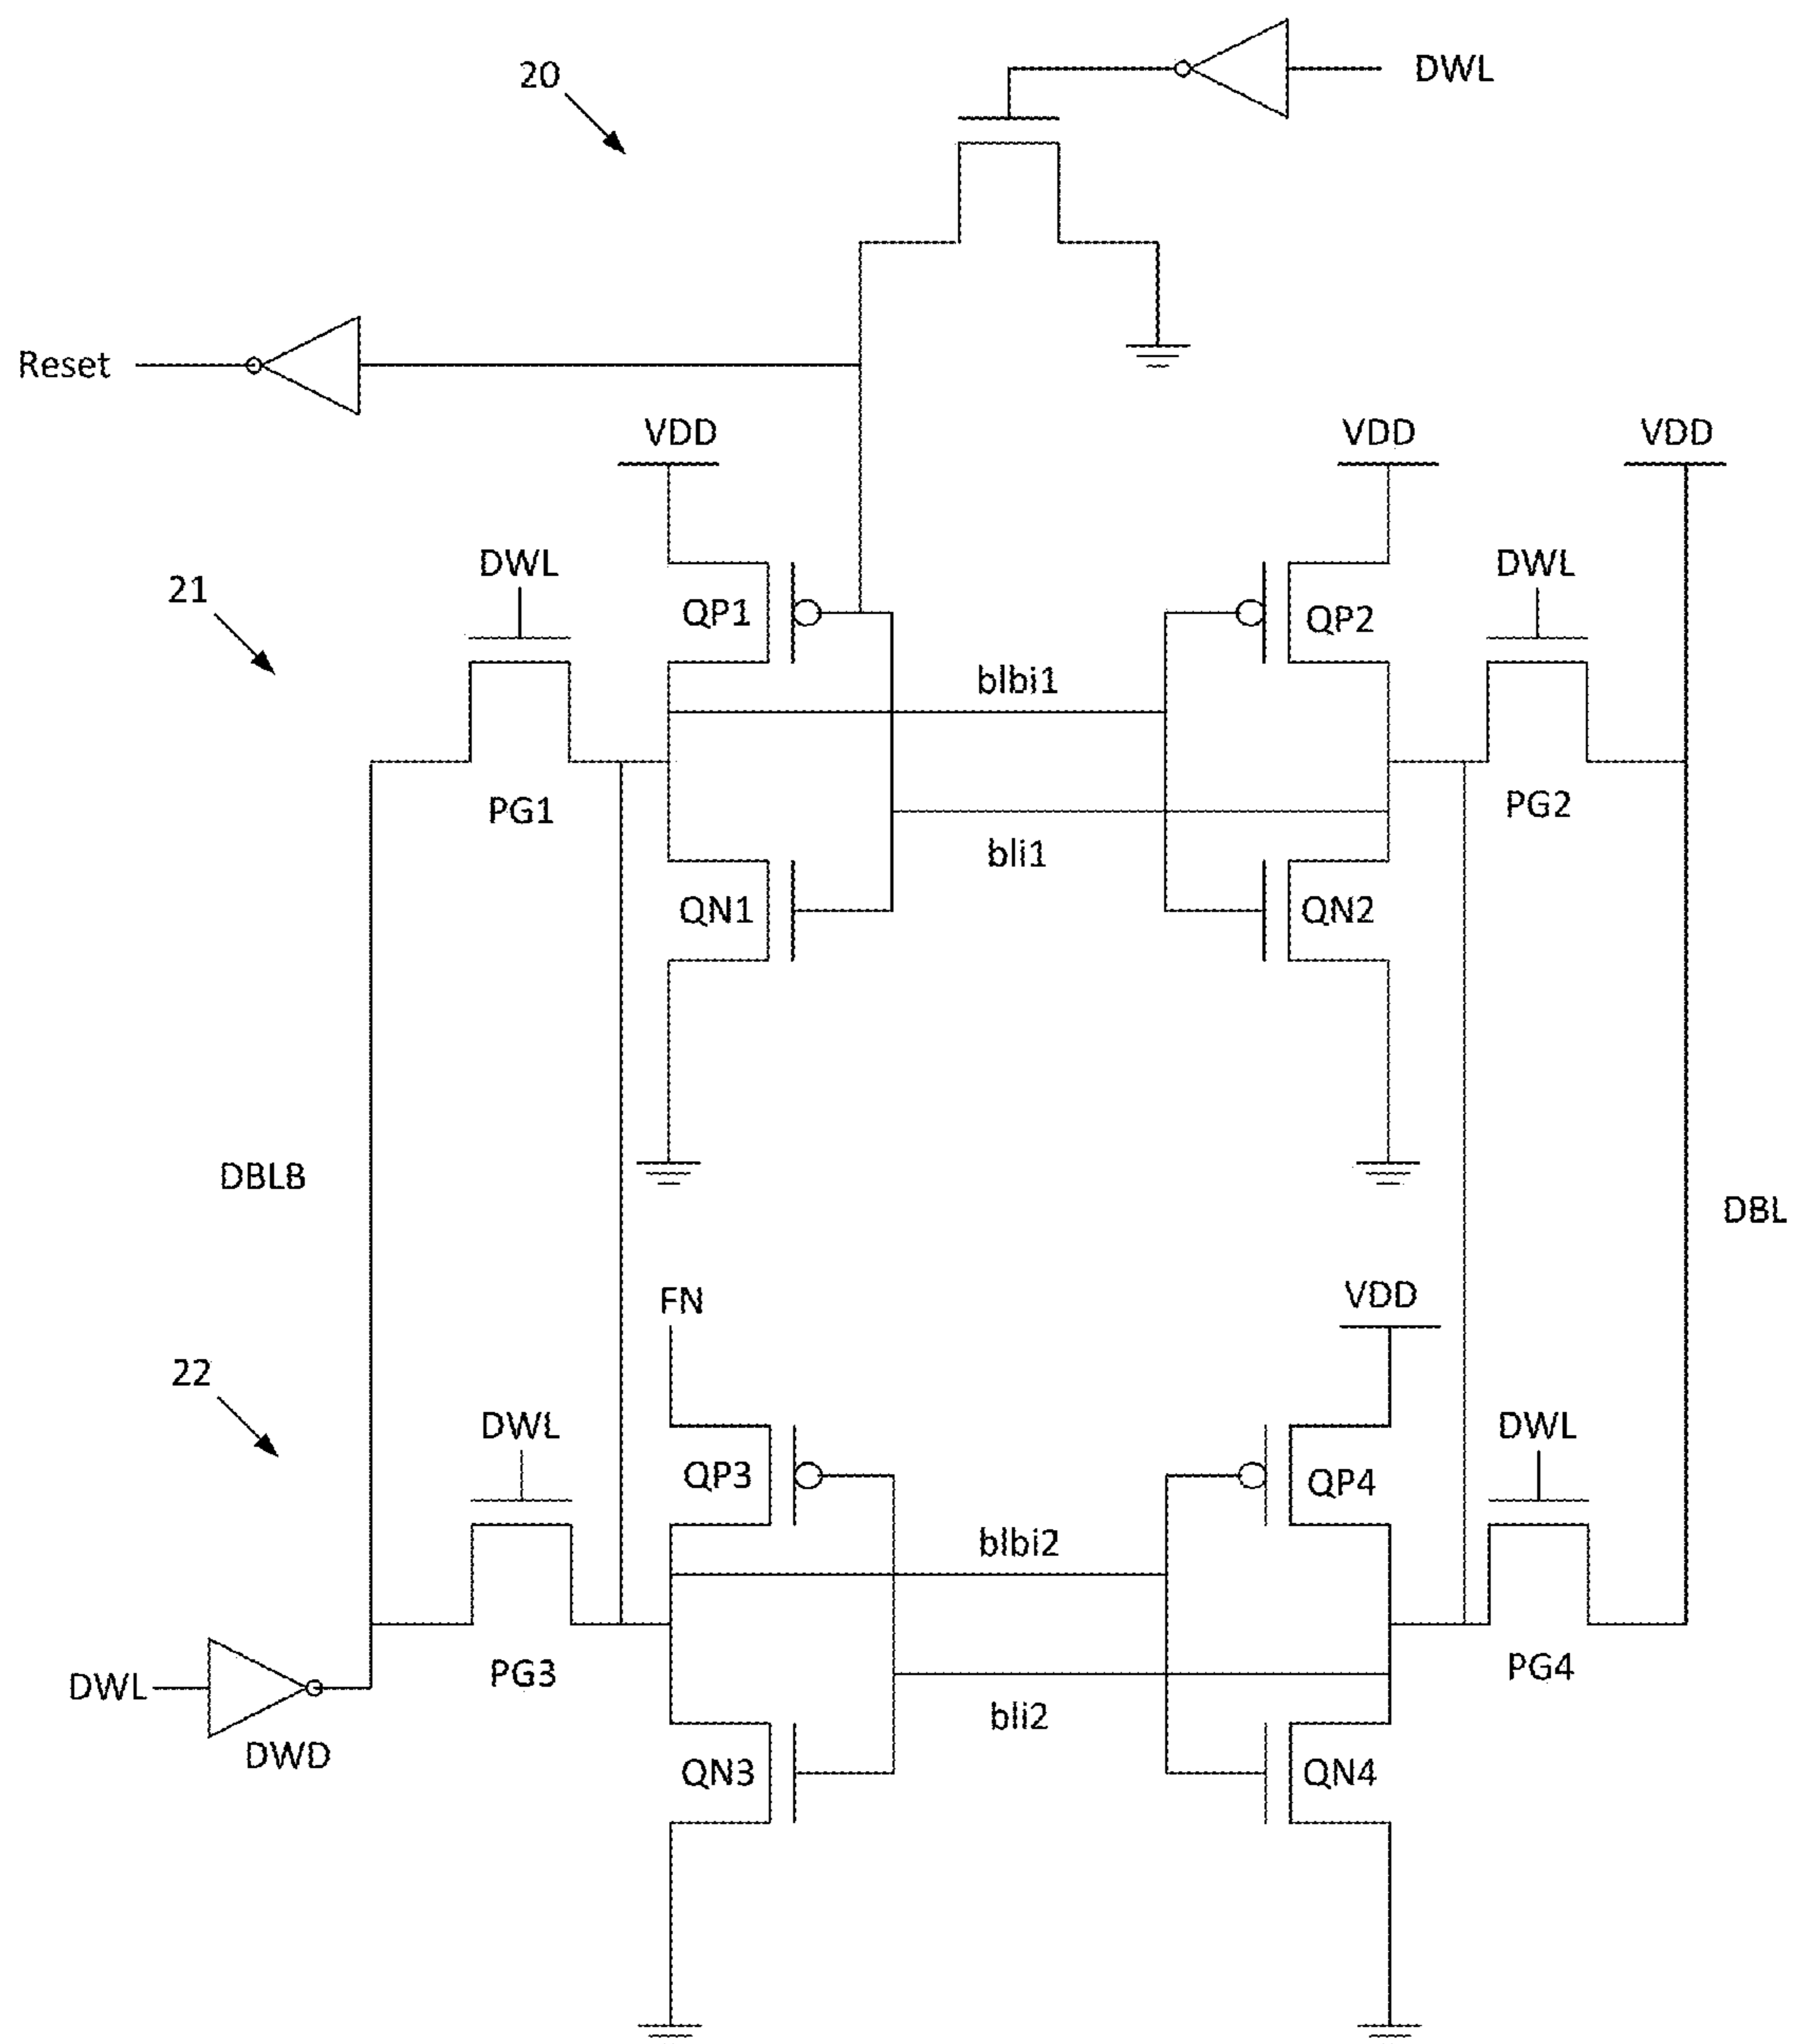 20
DWL
Reset
VDD
VDD
VDD
21
DWL
DWL
QP1
QP2
blbi1
PG1
PG2
bli1
QN1
QN2
DBLB
DBL
FN
VDD
22
DWL
DWL
QP3
QP4
blbi2
PG3
PG4
DWL
bli2
DWD
QN3
QN4